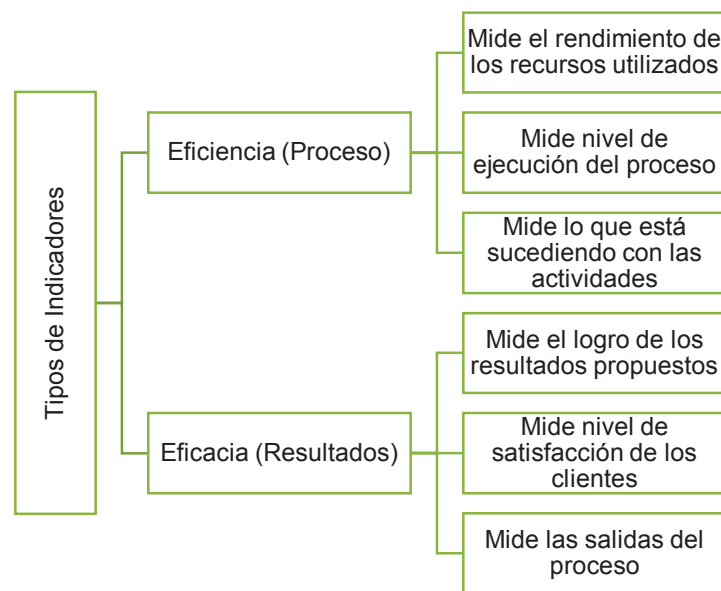 Tipos de Indicadores
Eficiencia (Proceso)
Mide el rendimiento de
los recursos utilizados
Mide nivel de
ejecución del proceso
Mide lo que está
sucediendo con las
actividades
Eficacia (Resultados)
Mide el logro de los
resultados propuestos
Mide nivel de
satisfacción de los
clientes
Mide las salidas del
proceso